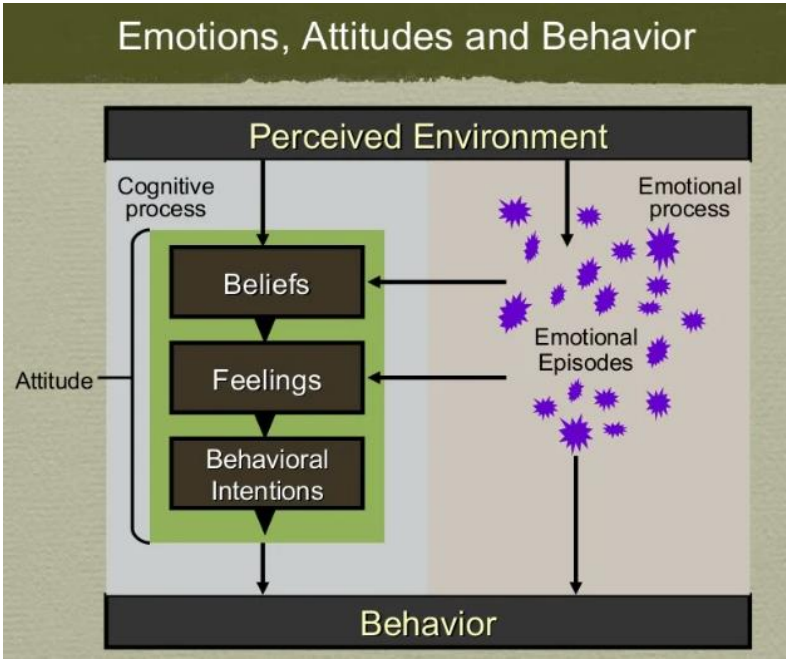 Emotions, Attitudes and Behavior
Perceived Environment
Cognitive
process
Emotional
process
Beliefs
Emotional
Episodes
Attitude
Feelings
Behavioral
Intentions
Behavior